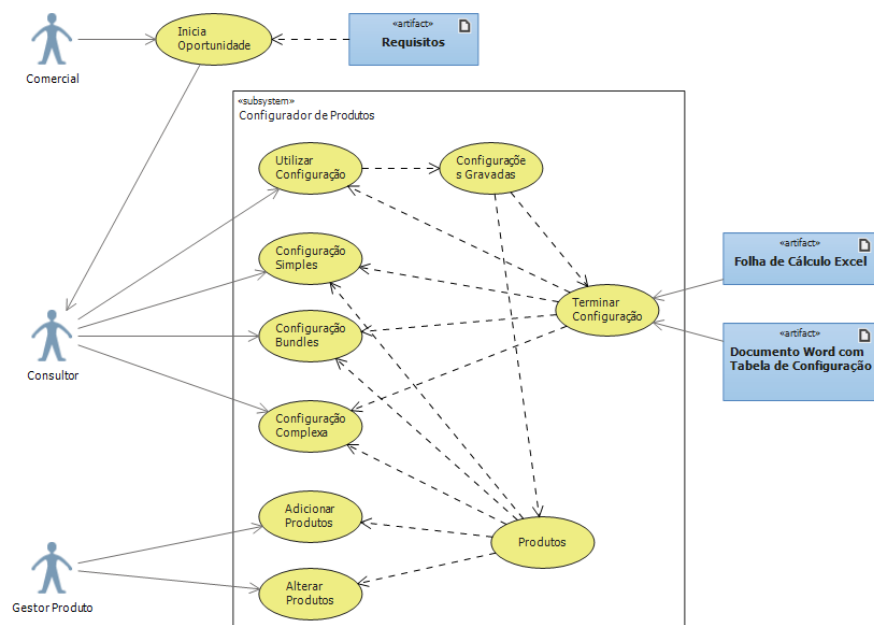 «artifact»
Requisitos
Inicia
Oportunidade
Comercial
«subsystem»
Configurador de Produtos
Utilizar
Configuração
Configuraçõe
s Gravadas
Configuração
Simples
«artifact»
Folha de Cálculo Excel
Terminar
Configuração
Configuração
Bundles
«artifact»
Documento Word com
Tabela de Configuração
Consultor
Configuração
Complexa
Adicionar
Produtos
Produtos
Alterar
Produtos
Gestor Produto